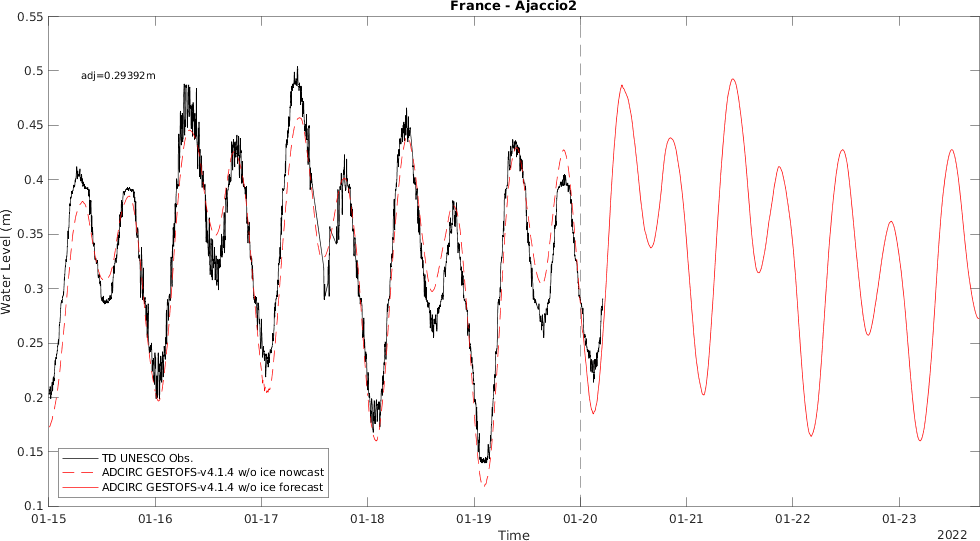 France - Ajaccio2
0.55
0.5
0.45
0.4
0.35
0.3
0.25
0.2
0.15
0.1
Water Level (m)
adj=0.29392m
TD UNESCO Obs.
ADCIRC GESTOFS-v4.1.4 w/o ice nowcast
ADCIRC GESTOFS-v4.1.4 w/o ice forecast
01-15 01-16 01-17 01-18 01-19 01-20 01-21 01-22 01-23
Time
2022